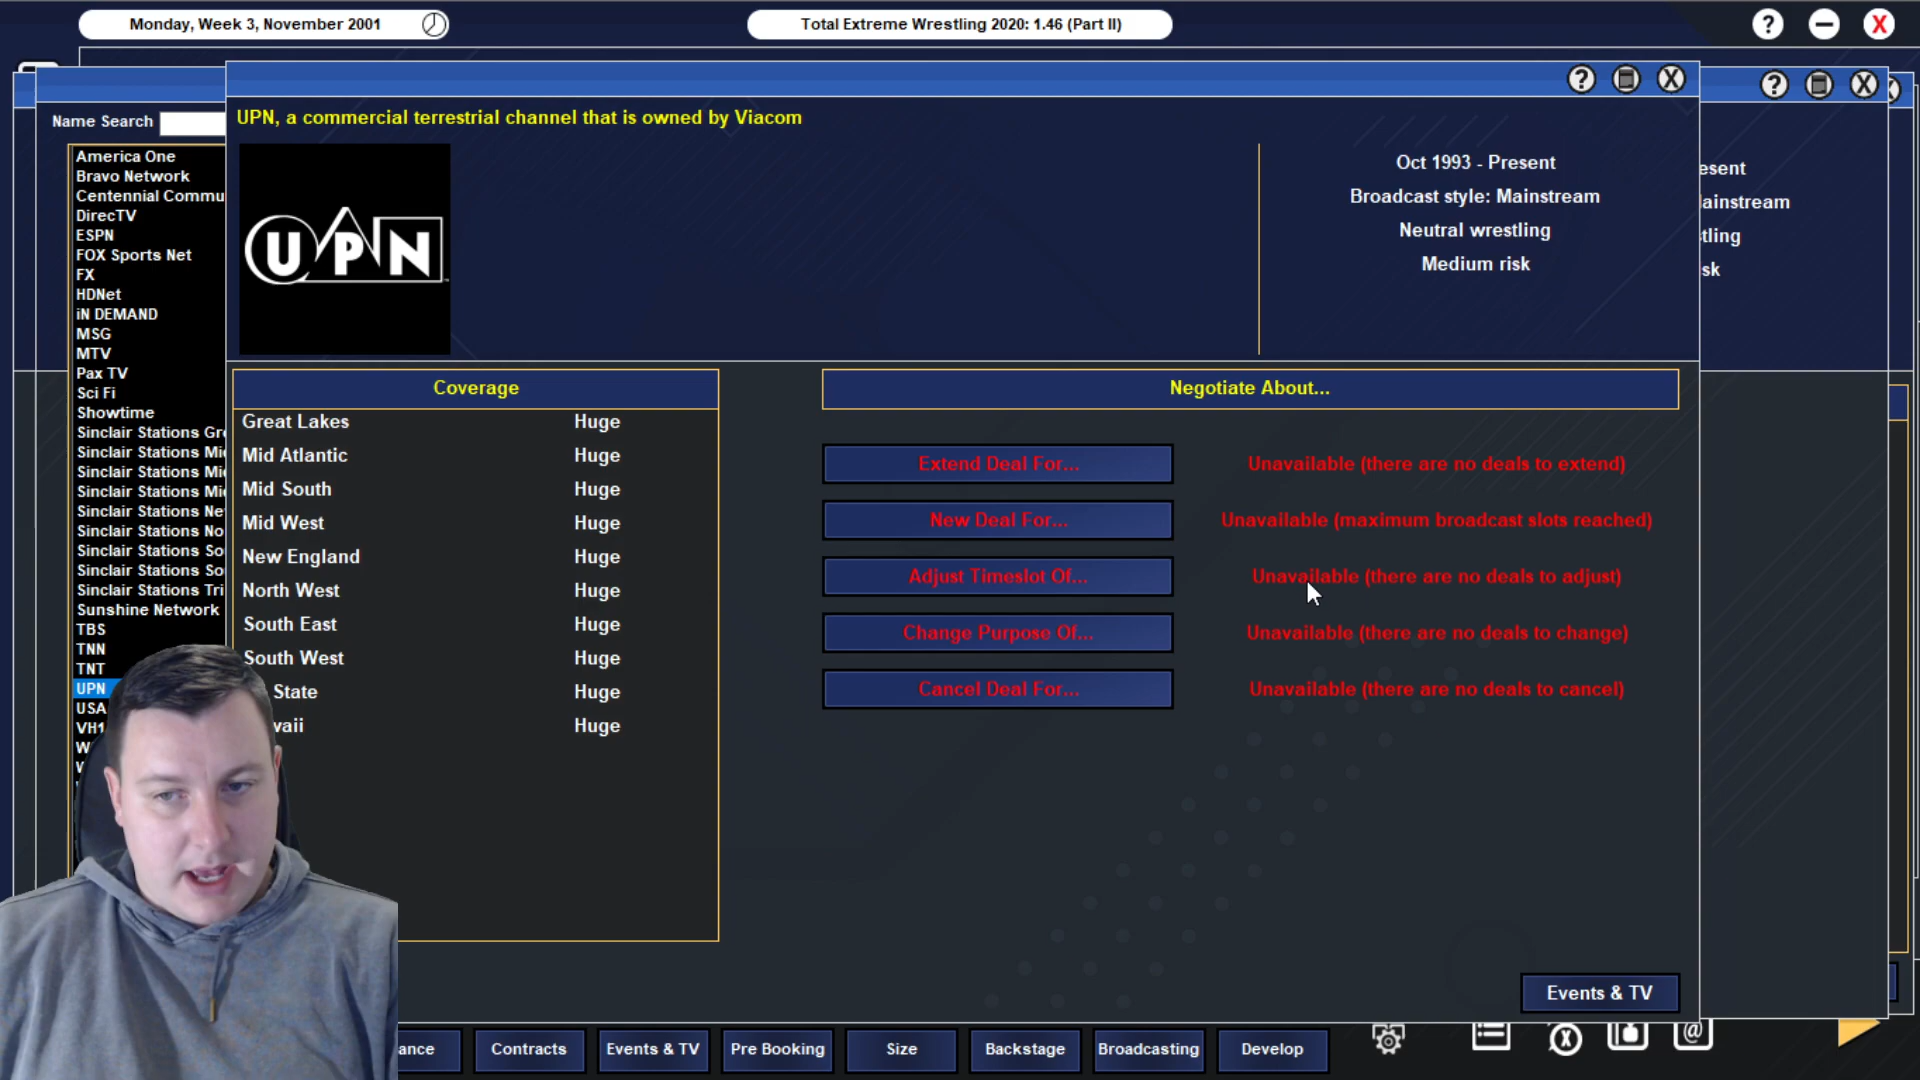 Monday, Week 3, November 2001
Total Extreme Wrestling 2020: 1.46 (Part II)
? – X
? X
? X
Name Search
UPN, a commercial terrestrial channel that is owned by Viacom
America One
Bravo Network
Centennial Commu
DirecTV
ESPN
FOX Sports Net
FX
HDNet
iN DEMAND
MSG
MTV
Pax TV
Sci Fi
Showtime
Sinclair Stations Gr
Sinclair Stations Mi
Sinclair Stations Mi
Sinclair Stations Mi
Sinclair Stations Ne
Sinclair Stations No
Sinclair Stations So
Sinclair Stations So
Sinclair Stations Tri
Sunshine Network
TBS
TNN
TNT
UPN
USA
VH1
W
UPN
Oct 1993 - Present
Broadcast style: Mainstream
Neutral wrestling
Medium risk
esent
ainstream
tling
sk
Coverage
Great Lakes Huge
Mid Atlantic Huge
Mid South Huge
Mid West Huge
New England Huge
North West Huge
South East Huge
South West Huge
State Huge
vaii Huge
Negotiate About...
Extend Deal For... Unavailable (there are no deals to extend)
New Deal For... Unavailable (maximum broadcast slots reached)
Adjust Timeslot Of... Unavailable (there are no deals to adjust)
Change Purpose Of... Unavailable (there are no deals to change)
Cancel Deal For... Unavailable (there are no deals to cancel)
Events & TV
ance
Contracts
Events & TV
Pre Booking
Size
Backstage
Broadcasting
Develop
@